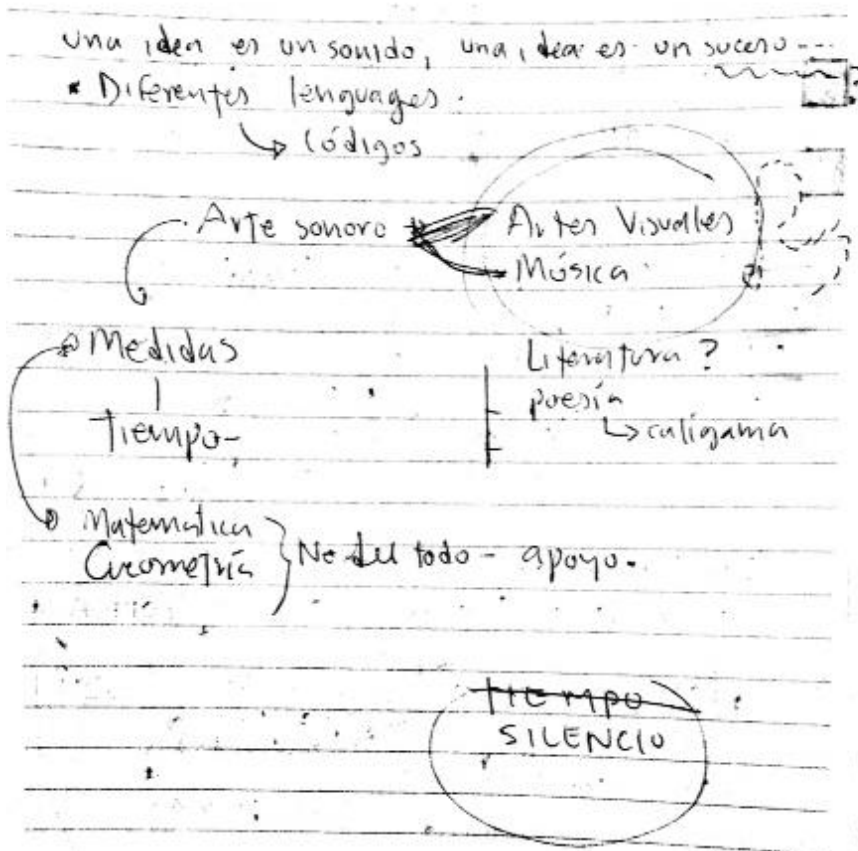 una idea es un sonido, una idea es un suceso ...
* Diferentes lenguages.
↳ Códigos
Arte sonoro
Artes Visualles
Música
Medidas
Literatura?
poesía
↳ caligama
Tiempo-
Matemática
Geometría } No del todo - apoyo.
TIEMPO
SILENCIO